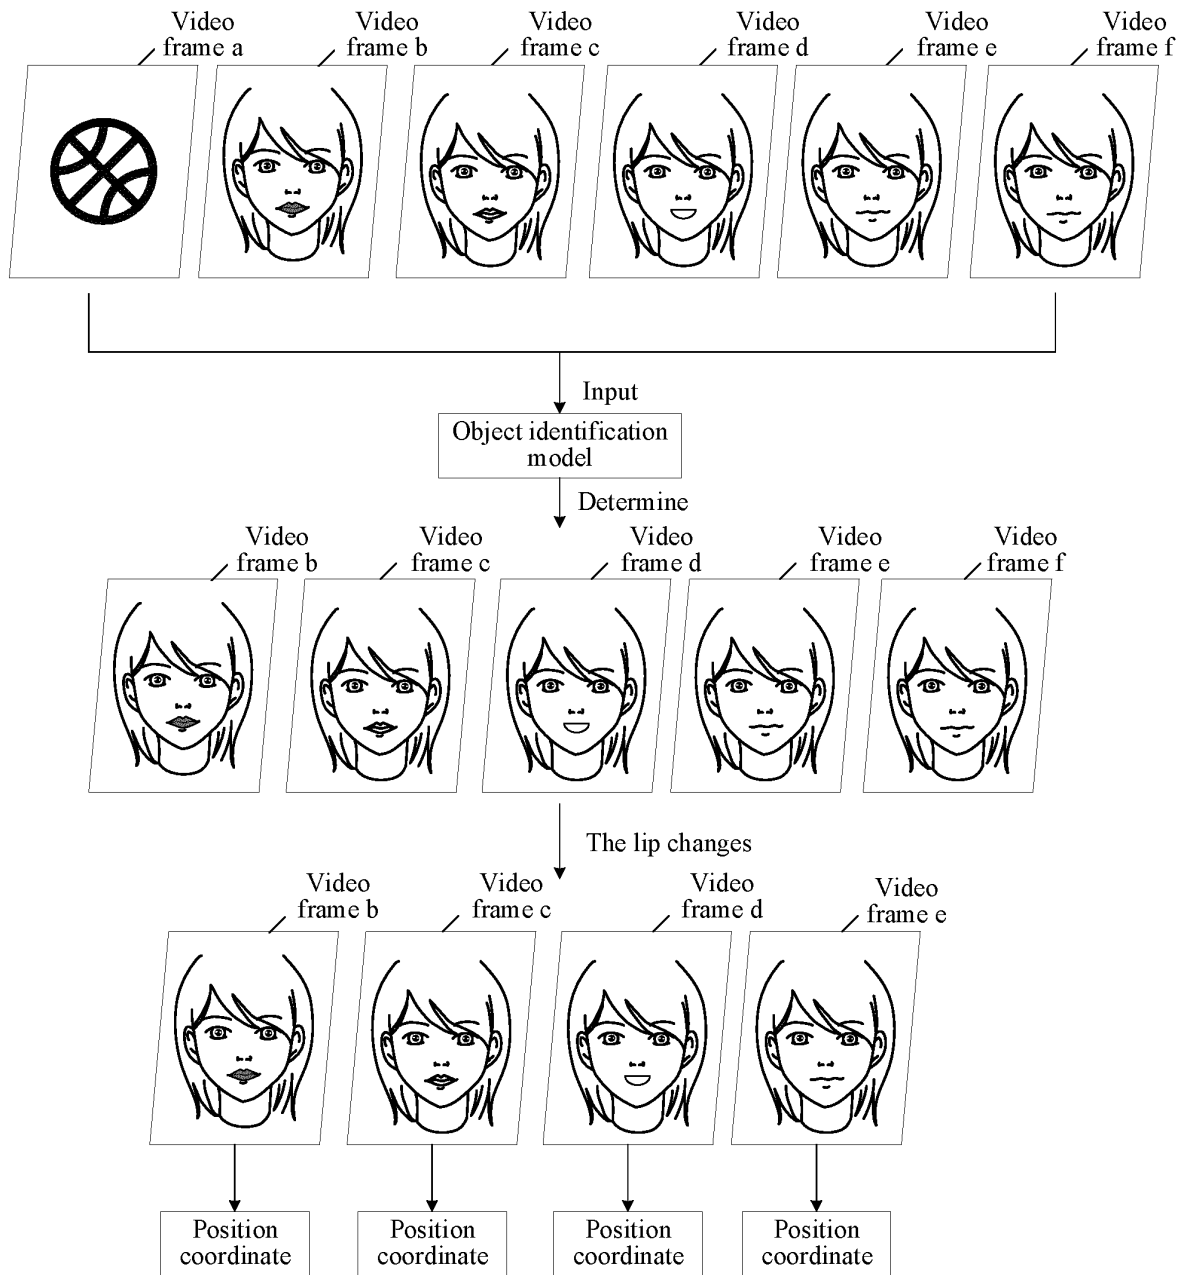 Video
frame a
Video
frame b
Video
frame c
Video
frame d
Video
frame e
Video
frame f
Input
Object identification
model
Determine
Video
frame b
Video
frame c
Video
frame d
Video
frame e
Video
frame f
The lip changes
Video
frame b
Video
frame c
Video
frame d
Video
frame e
Position
coordinate
Position
coordinate
Position
coordinate
Position
coordinate